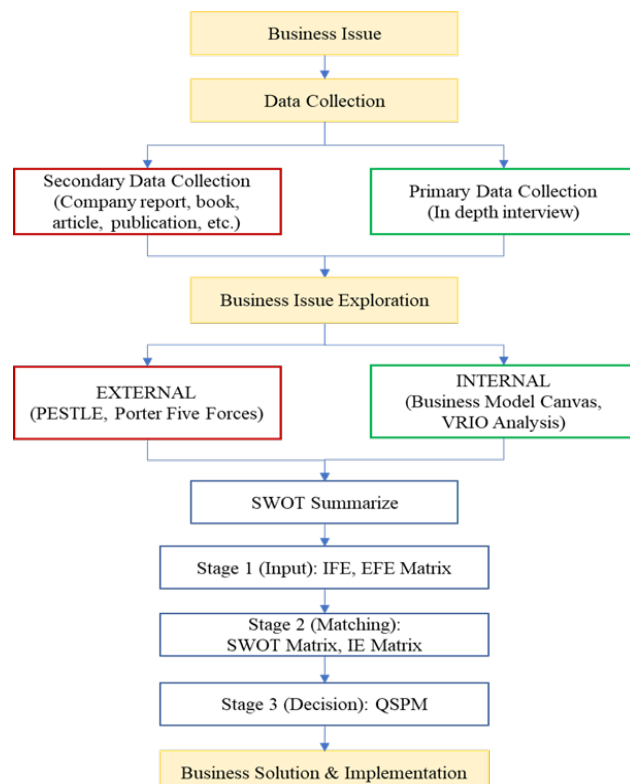 Business Issue
Data Collection
Secondary Data Collection
(Company report, book,
article, publication, etc.)
Primary Data Collection
(In depth interview)
Business Issue Exploration
EXTERNAL
(PESTLE, Porter Five Forces)
INTERNAL
(Business Model Canvas,
VRIO Analysis)
SWOT Summarize
Stage 1 (Input): IFE, EFE Matrix
Stage 2 (Matching):
SWOT Matrix, IE Matrix
Stage 3 (Decision): QSPM
Business Solution & Implementation